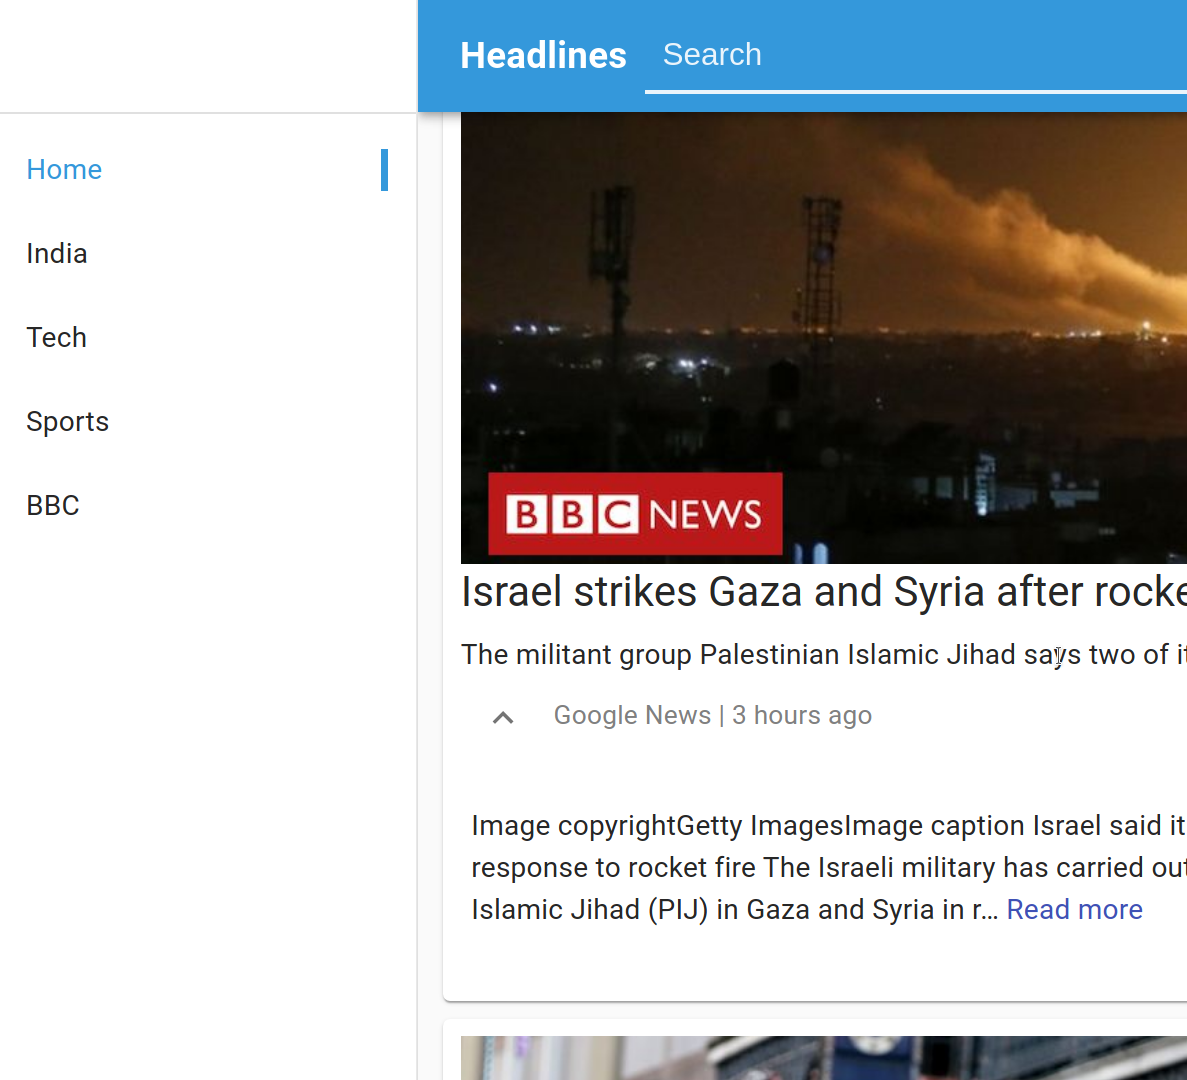 Headlines
Search
Home
India
Tech
Sports
BBC
BBC NEWS
Israel strikes Gaza and Syria after
The militant group Palestinian Islamic Jihad says two of
Google News | 3 hours ago
Image copyrightGetty ImagesImage caption Israel said it
response to rocket fire The Israeli military has carried out
Islamic Jihad (PIJ) in Gaza and Syria in r... Read more